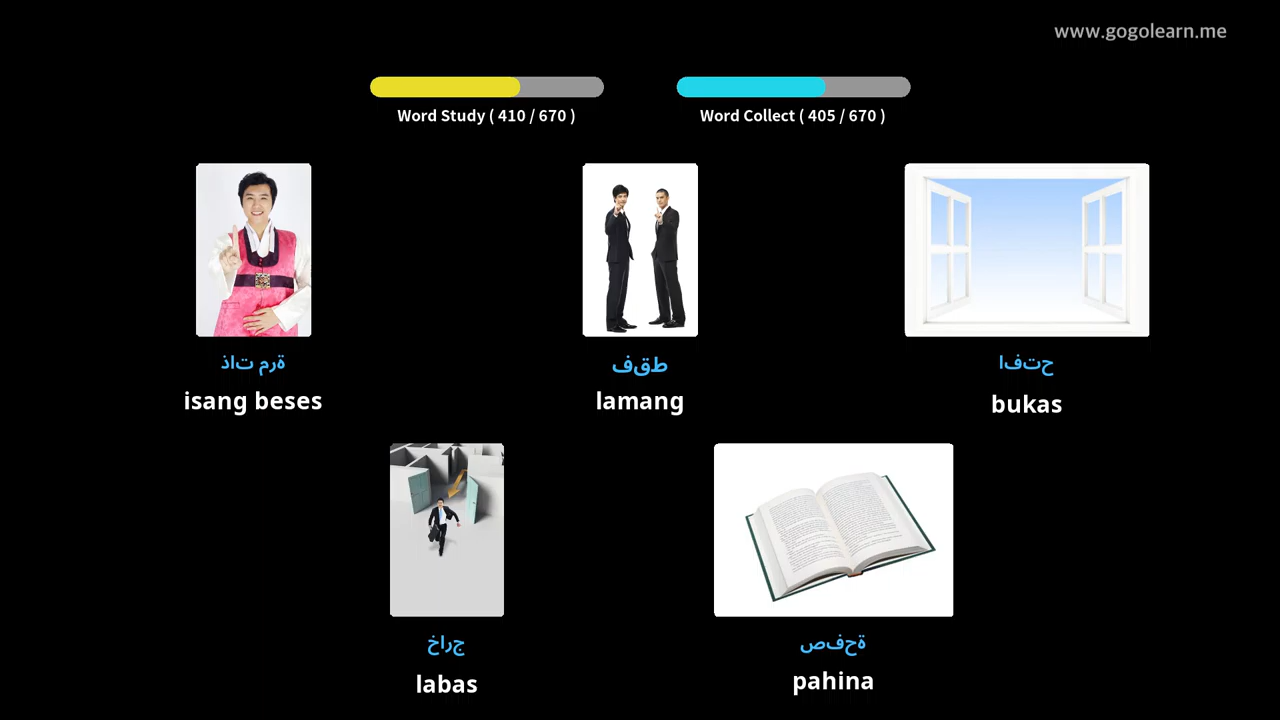 www.gogolearn.me
Word Study ( 410 / 670 )
Word Collect ( 405 / 670 )
ذات مرة
isang beses
فقط
lamang
افتح
bukas
خارج
labas
صفحة
pahina